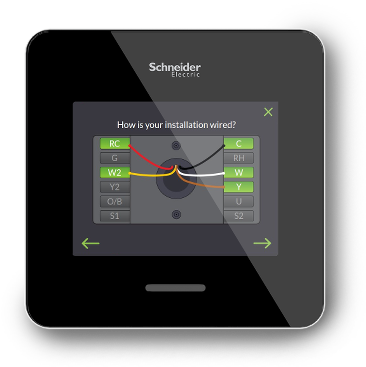 Schneider
Electric
How is your installation wired?
RC
C
G
RH
W2
W
Y2
Y
O/B
U
S1
S2